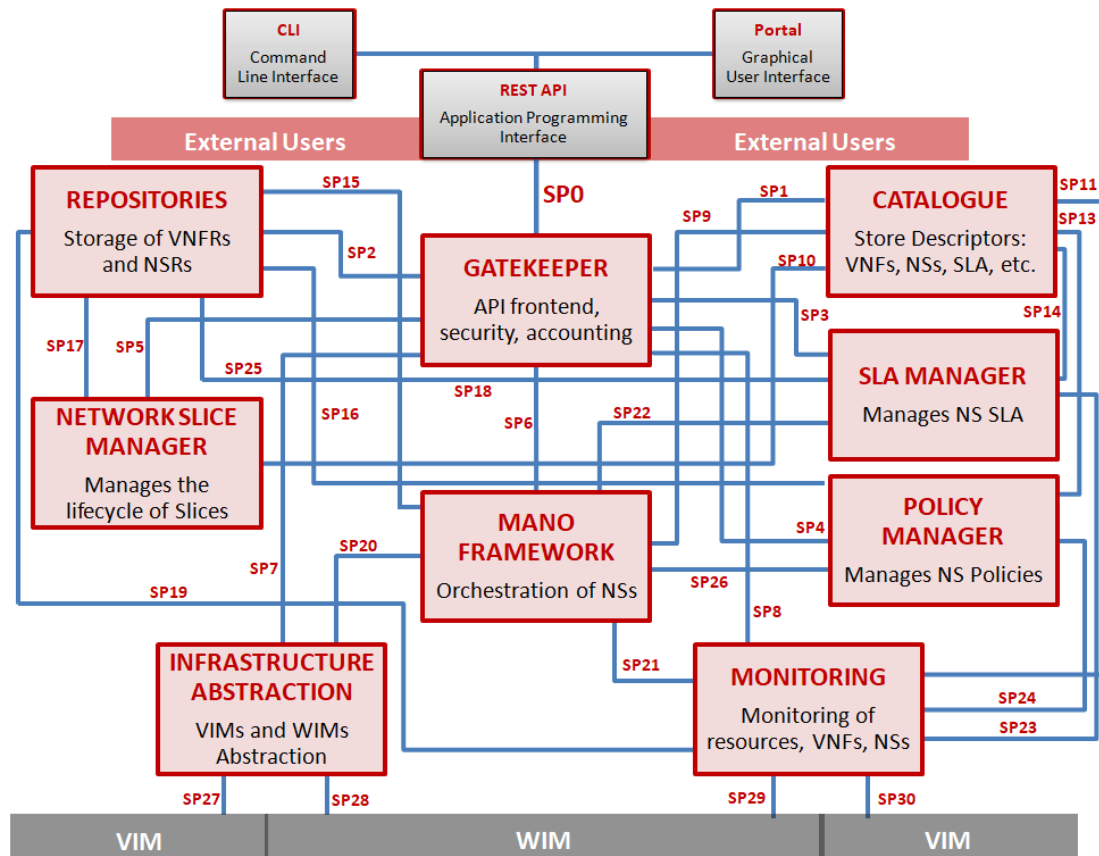 CLI
Command
Line Interface
Portal
Graphical
User Interface
REST API
Application Programming
Interface
External Users
External Users
SP15
SP0
SP1
SP11
SP9
SP13
REPOSITORIES
Storage of VNFRs
and NSRs
SP2
GATEKEEPER
API frontend,
security, accounting
SP10
CATALOGUE
Store Descriptors:
VNFs, NSs, SLA, etc.
SP3
SP14
SP17
SP5
SP25
SP18
SLA MANAGER
Manages NS SLA
NETWORK SLICE
MANAGER
Manages the
lifecycle of Slices
SP16
SP6
SP22
MANO
FRAMEWORK
Orchestration of NSs
SP4
POLICY
MANAGER
Manages NS Policies
SP20
SP7
SP19
SP26
SP8
INFRASTRUCTURE
ABSTRACTION
VIMs and WIMs
Abstraction
SP21
MONITORING
Monitoring of
resources, VNFs, NSs
SP24
SP23
SP27
SP28
SP29
SP30
VIM
WIM
VIM